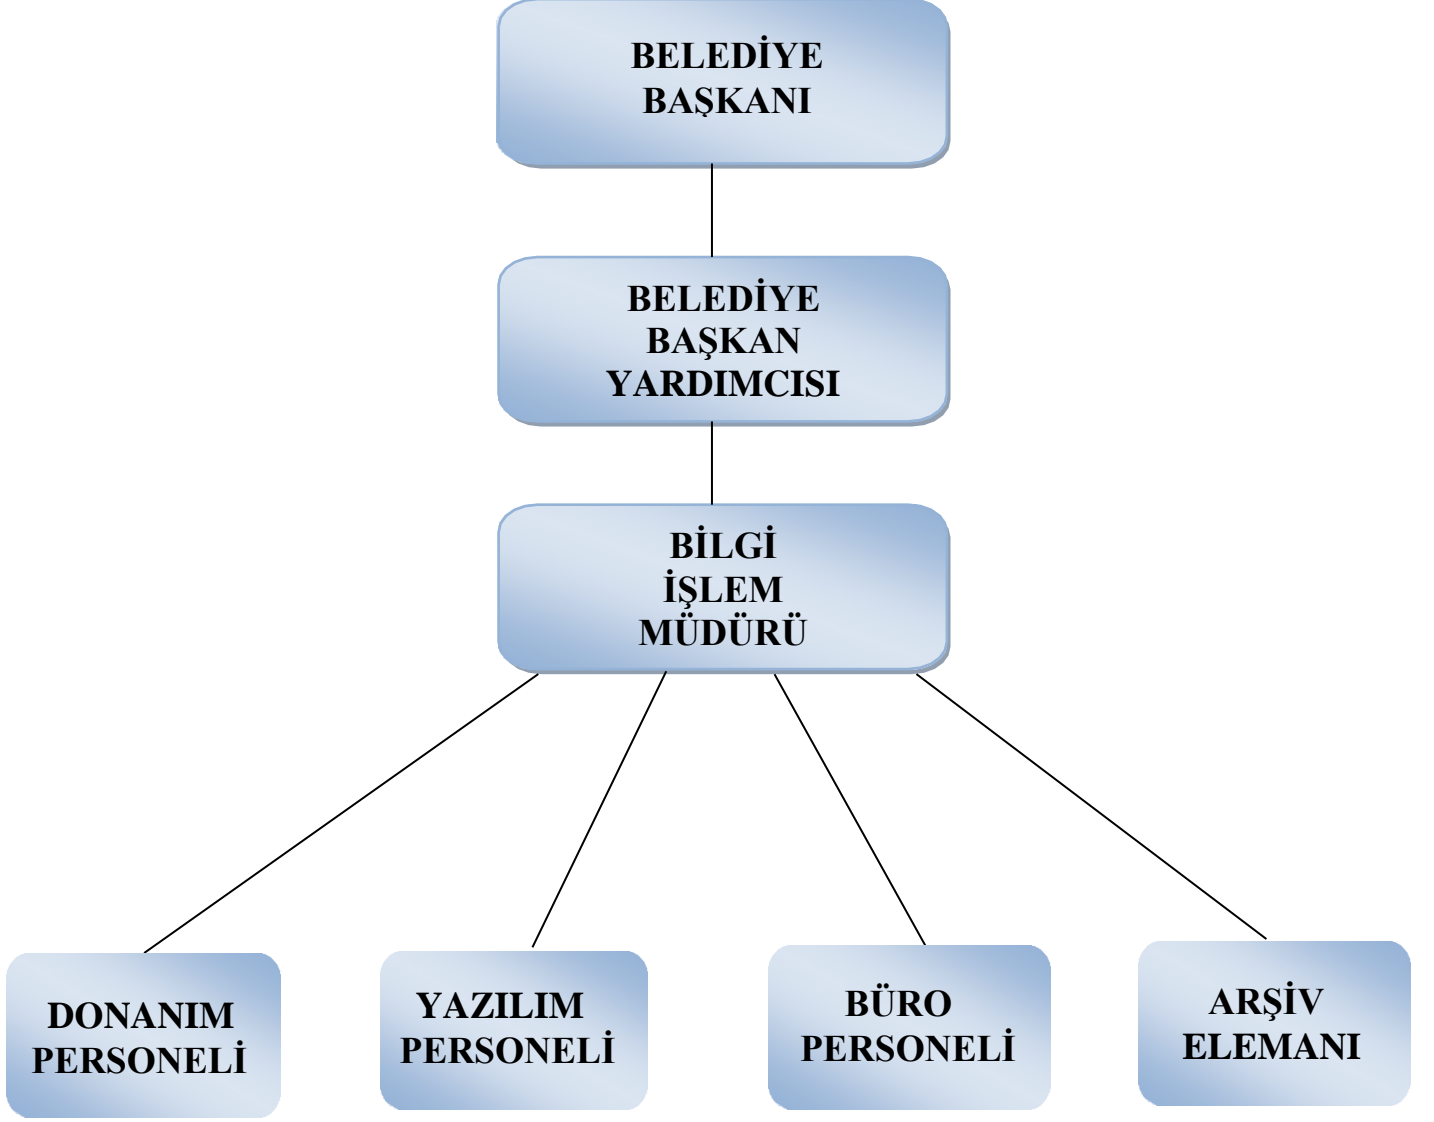 BELEDİYE
BAŞKANI
BELEDİYE
BAŞKAN
YARDIMCISI
BİLGİ
İŞLEM
MÜDÜRÜ
DONANIM
PERSONELİ
YAZILIM
PERSONELİ
BÜRO
PERSONELİ
ARŞİV
ELEMANI